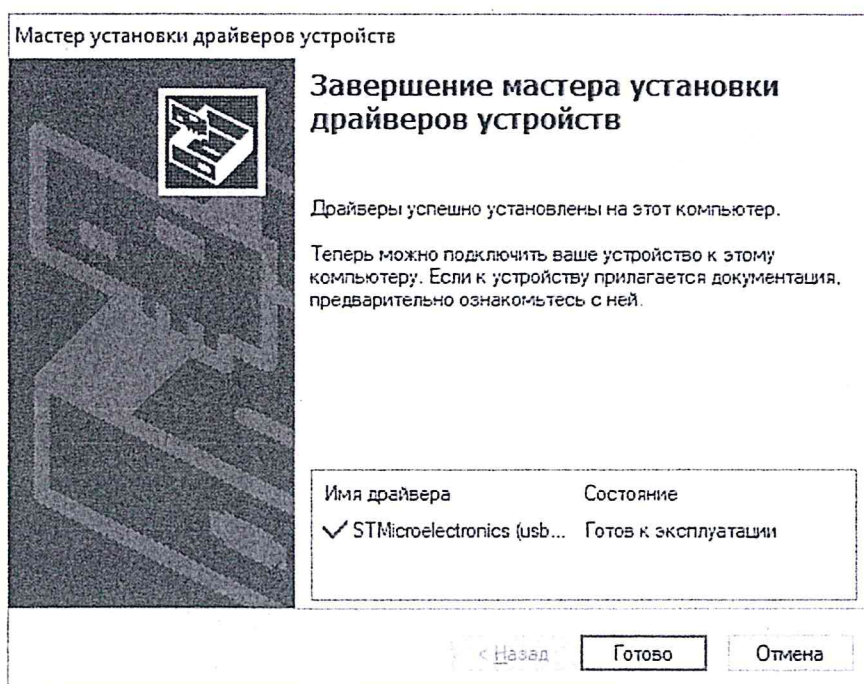 Мастер установки драйверов устройств
Завершение мастера установки
драйверов устройств
Драйверы успешно установлены на этот компьютер.
Теперь можно подключить ваше устройство к этому
компьютеру. Если к устройству прилагается документация,
предварительно ознакомьтесь с ней.
Имя драйвера Состояние
STMicroelectronics (usb... Готов к эксплуатации
< Назад Готово Отмена